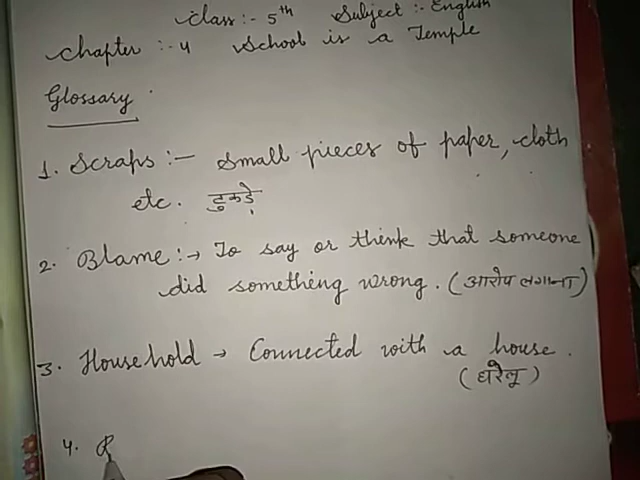 Class :- 5th Subject :- English
Chapter :- 4 School is a Temple
Glossary
1. Scraps :- Small pieces of paper, cloth
etc. टुकड़े
2. Blame :→ To say or think that someone
did something wrong. (आरोप लगाना)
3. Household → Connected with a house.
(घरेलू)
4.